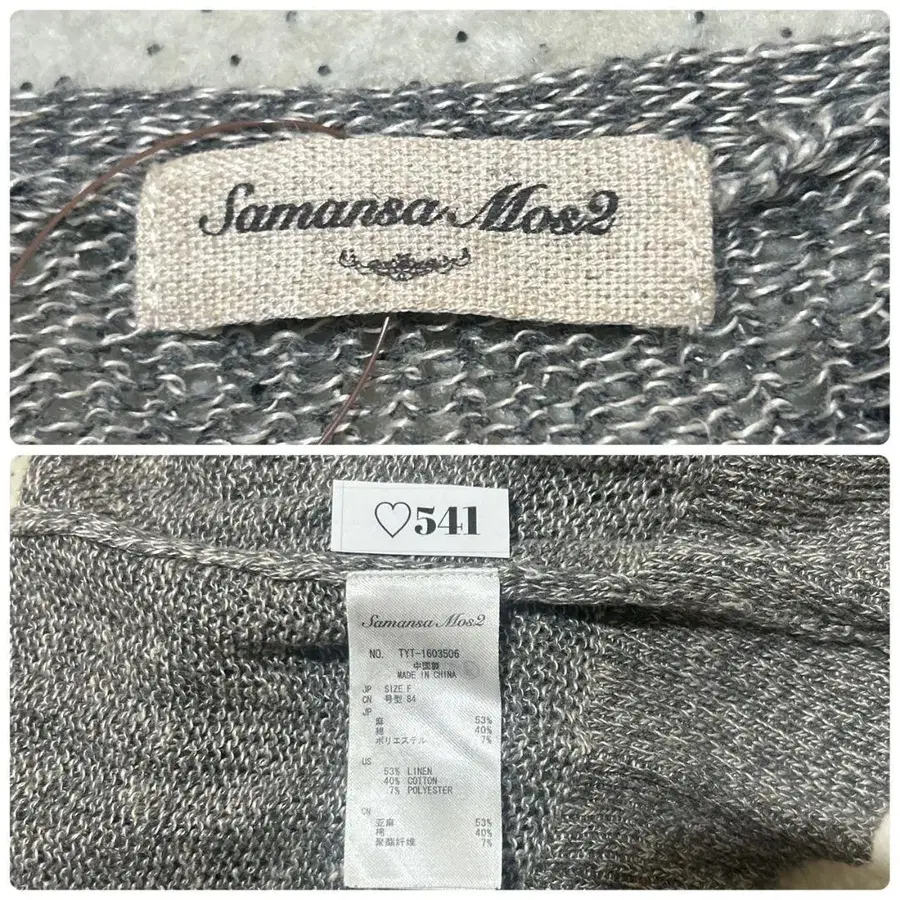 Samansa Mos2
♡541
Samansa Mos2
NO. TYT-1603506
中国製
MADE IN CHINA
JP SIZE F
CN 号型 84
JP
麻 53%
綿 40%
ポリエステル 7%
US
53% LINEN
40% COTTON
7% POLYESTER
CN
亚麻 53%
棉 40%
聚酯纤维 7%